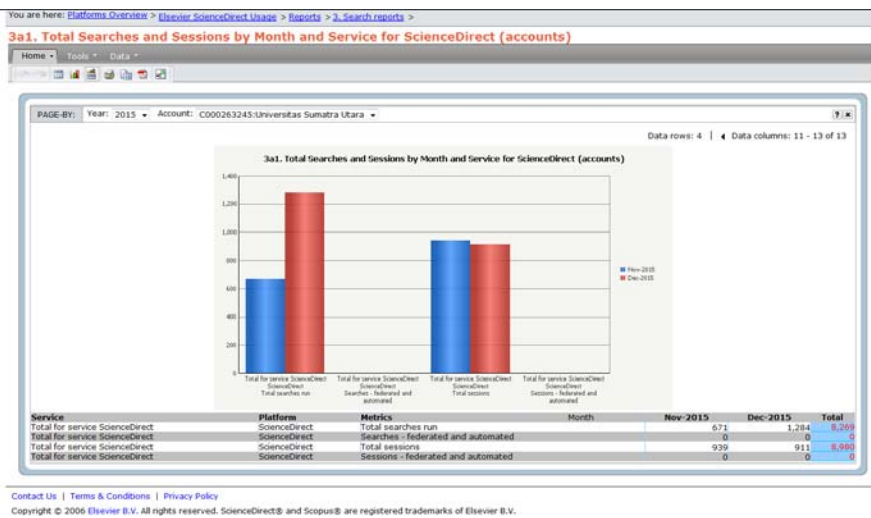 You are here: Platforms Overview > Elsevier ScienceDirect Usage > Reports > 3. Search reports >
3a1. Total Searches and Sessions by Month and Service for ScienceDirect (accounts)
Home Tools Data
PAGE-BY: Year: 2015 Account: C000263245:Universitas Sumatra Utara ? x
Data rows: 4 | Data columns: 11 - 13 of 13
3a1. Total Searches and Sessions by Month and Service for ScienceDirect (accounts)
1,400
1,200
1,000
800
600
400
200
0
Nov-2015
Dec-2015
Total for service ScienceDirect Total for service ScienceDirect Total for service ScienceDirect Total for service ScienceDirect
ScienceDirect ScienceDirect ScienceDirect ScienceDirect
Total searches run Searches - federated and Total sessions Sessions - federated and
automated automated
Service Platform Metrics Month Nov-2015 Dec-2015 Total
Total for service ScienceDirect ScienceDirect Total searches run 671 1,284 8,269
Total for service ScienceDirect ScienceDirect Searches - federated and automated 0 0 0
Total for service ScienceDirect ScienceDirect Total sessions 939 911 8,980
Total for service ScienceDirect ScienceDirect Sessions - federated and automated 0 0 0
Contact Us | Terms & Conditions | Privacy Policy
Copyright © 2006 Elsevier B.V. All rights reserved. ScienceDirect® and Scopus® are registered trademarks of Elsevier B.V.